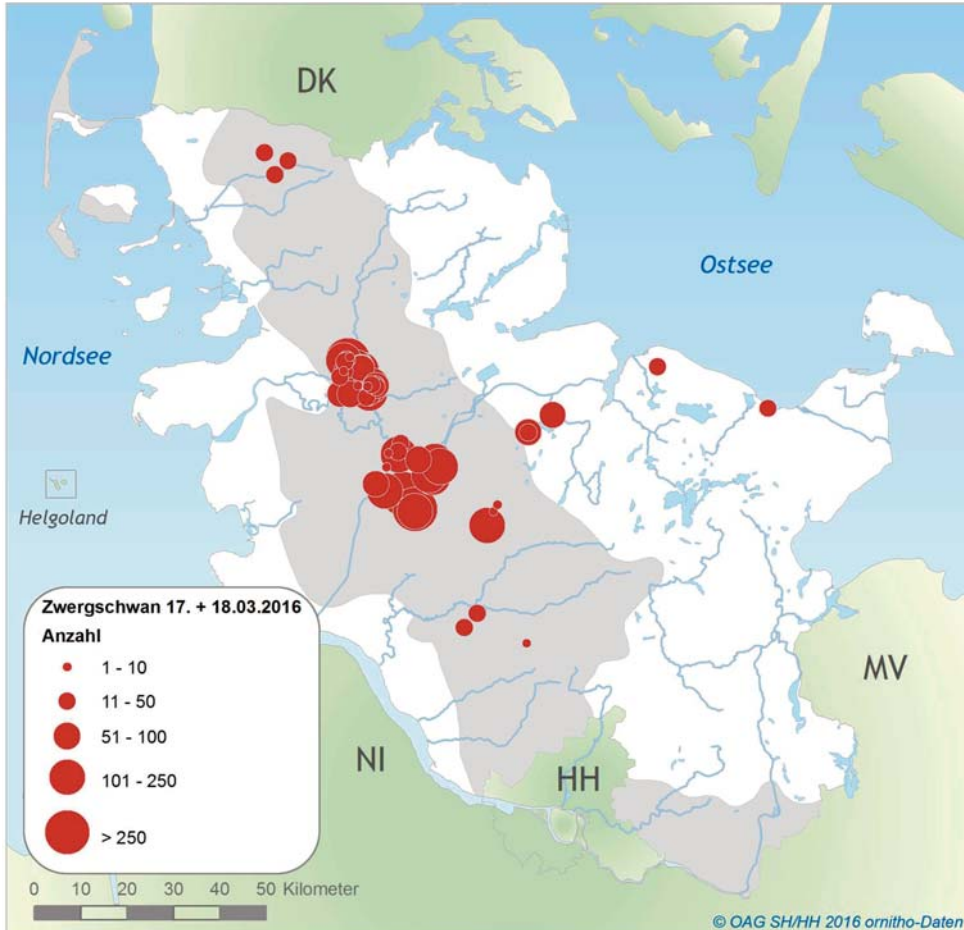 DK
Ostsee
Nordsee
Helgoland
Zwergschwan 17. + 18.03.2016
Anzahl
1 - 10
11 - 50
51 - 100
101 - 250
> 250
MV
NI
HH
0 10 20 30 40 50 Kilometer
© OAG SH/HH 2016 ornitho-Daten